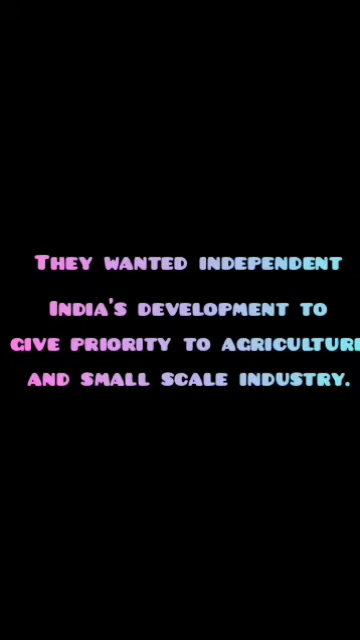 They wanted independent
India's development to
give priority to agriculture
and small scale industry.